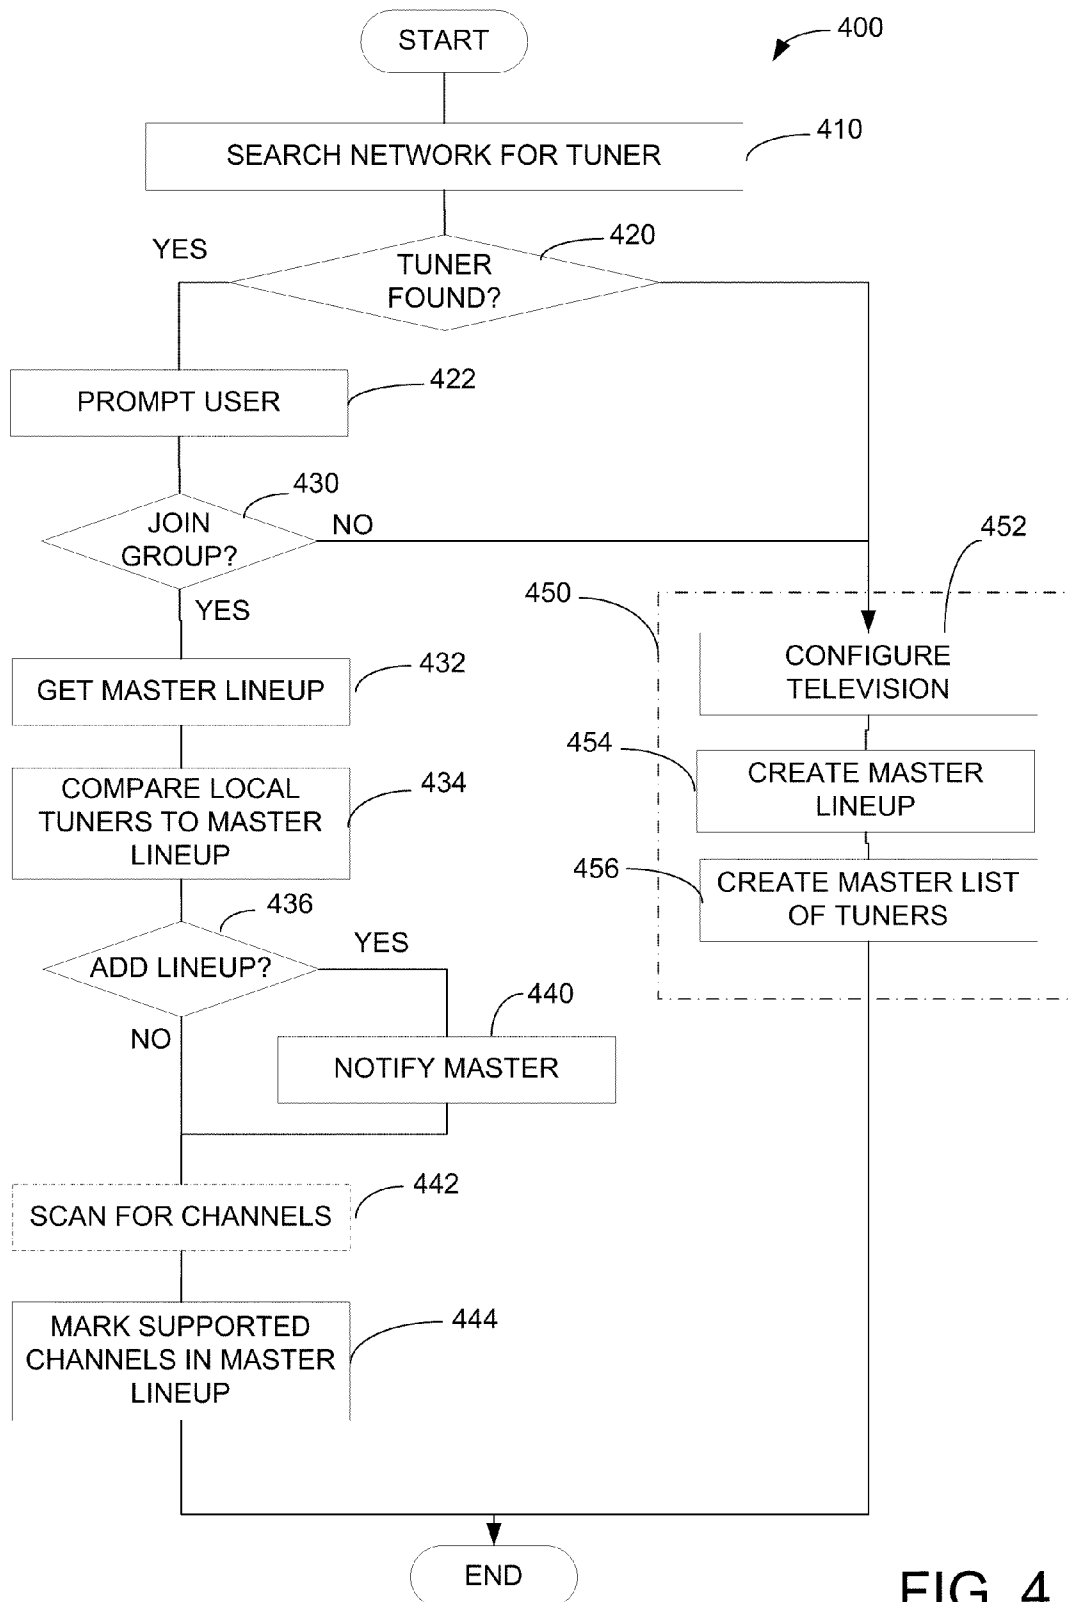 START
400
SEARCH NETWORK FOR TUNER
410
YES
TUNER
FOUND?
420
PROMPT USER
422
JOIN
GROUP?
430
NO
YES
450
452
CONFIGURE
TELEVISION
GET MASTER LINEUP
432
454
CREATE MASTER
LINEUP
COMPARE LOCAL
TUNERS TO MASTER
LINEUP
434
456
CREATE MASTER LIST
OF TUNERS
436
ADD LINEUP?
YES
NO
440
NOTIFY MASTER
SCAN FOR CHANNELS
442
MARK SUPPORTED
CHANNELS IN MASTER
LINEUP
444
END
FIG. 4